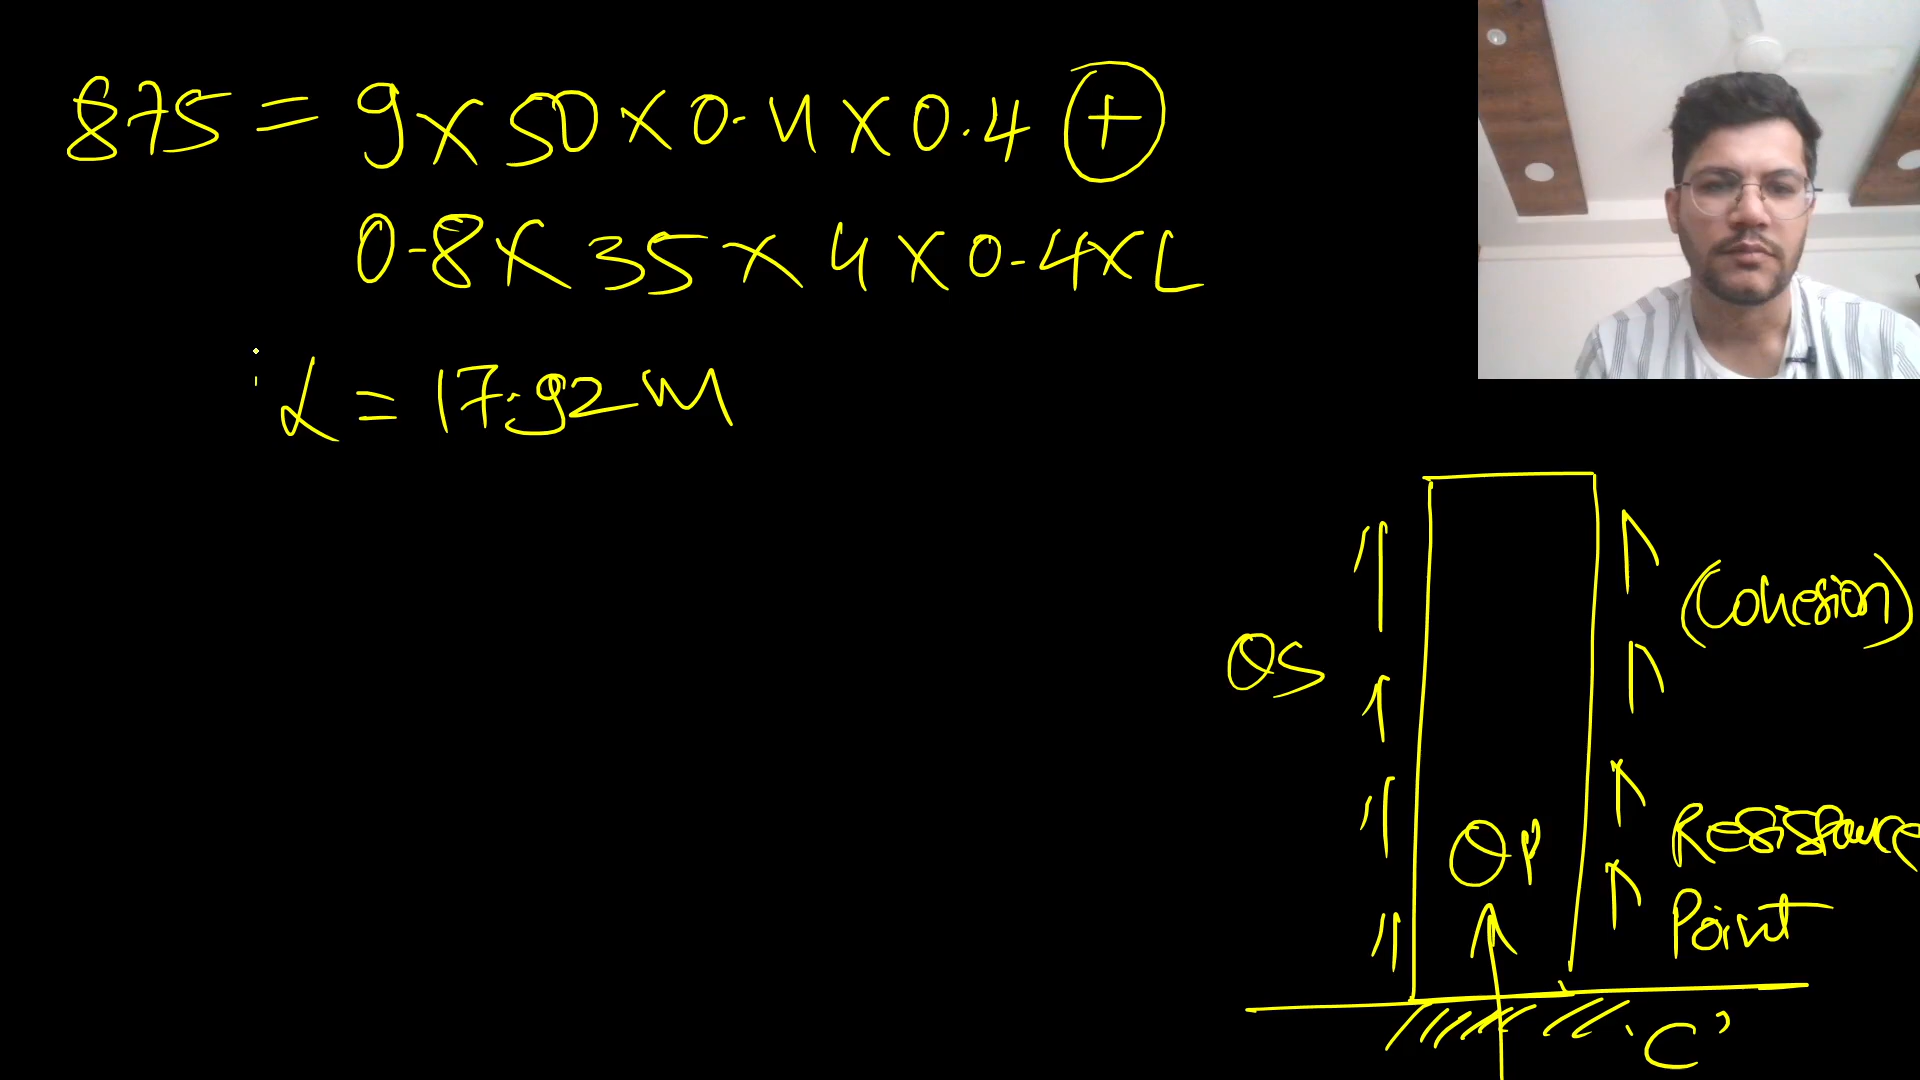 875 = 9 × 50 × 0.4 × 0.4 +
0.8 × 35 × 4 × 0.4 × L
L = 17.92 m
(Cohesion)
Qs
Qp
Resistance
Point
'C'